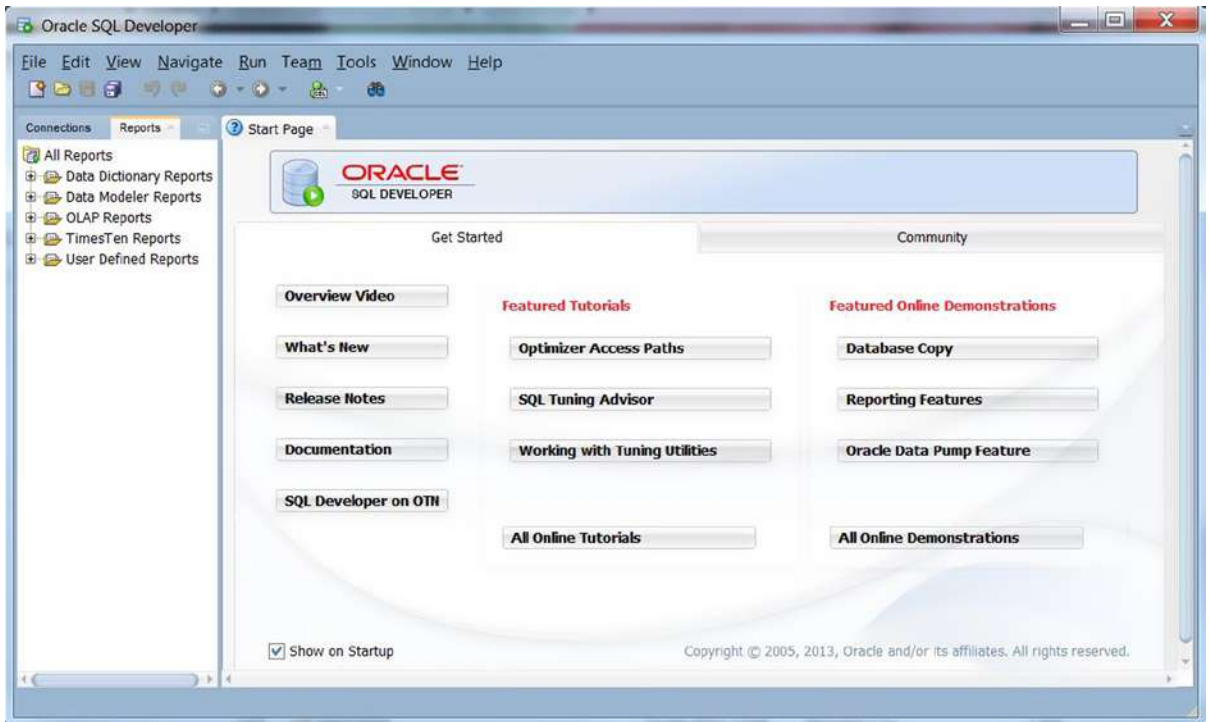 Oracle SQL Developer
File Edit View Navigate Run Team Tools Window Help
Connections Reports
Start Page
All Reports
Data Dictionary Reports
Data Modeler Reports
OLAP Reports
TimesTen Reports
User Defined Reports
ORACLE
SQL DEVELOPER
Get Started
Community
Overview Video
What's New
Release Notes
Documentation
SQL Developer on OTN
Featured Tutorials
Optimizer Access Paths
SQL Tuning Advisor
Working with Tuning Utilities
All Online Tutorials
Featured Online Demonstrations
Database Copy
Reporting Features
Oracle Data Pump Feature
All Online Demonstrations
Show on Startup
Copyright © 2005, 2013, Oracle and/or its affiliates. All rights reserved.